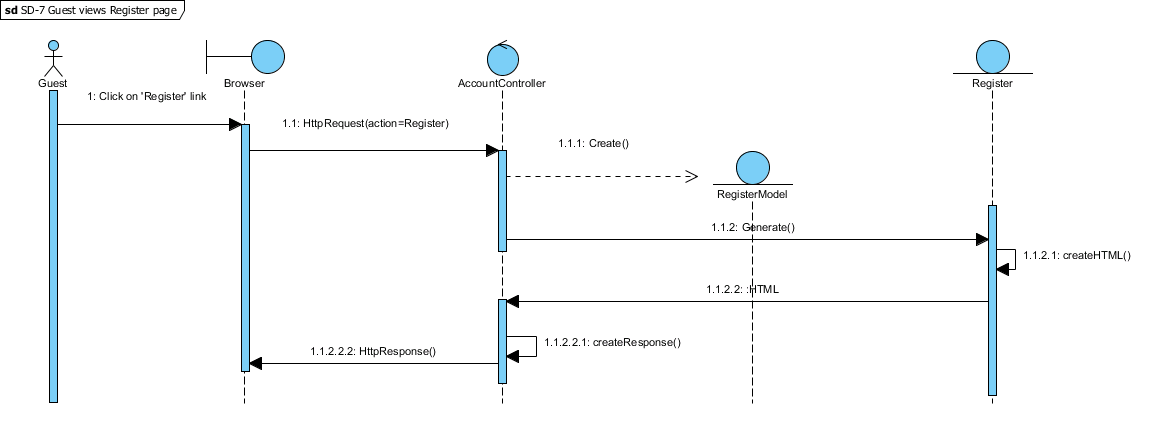 sd SD-7 Guest views Register page
Guest
Browser
AccountController
Register
1: Click on 'Register' link
1.1: HttpRequest(action=Register)
1.1.1: Create()
RegisterModel
1.1.2: Generate()
1.1.2.1: createHTML()
1.1.2.2: :HTML
1.1.2.2.1: createResponse()
1.1.2.2.2: HttpResponse()